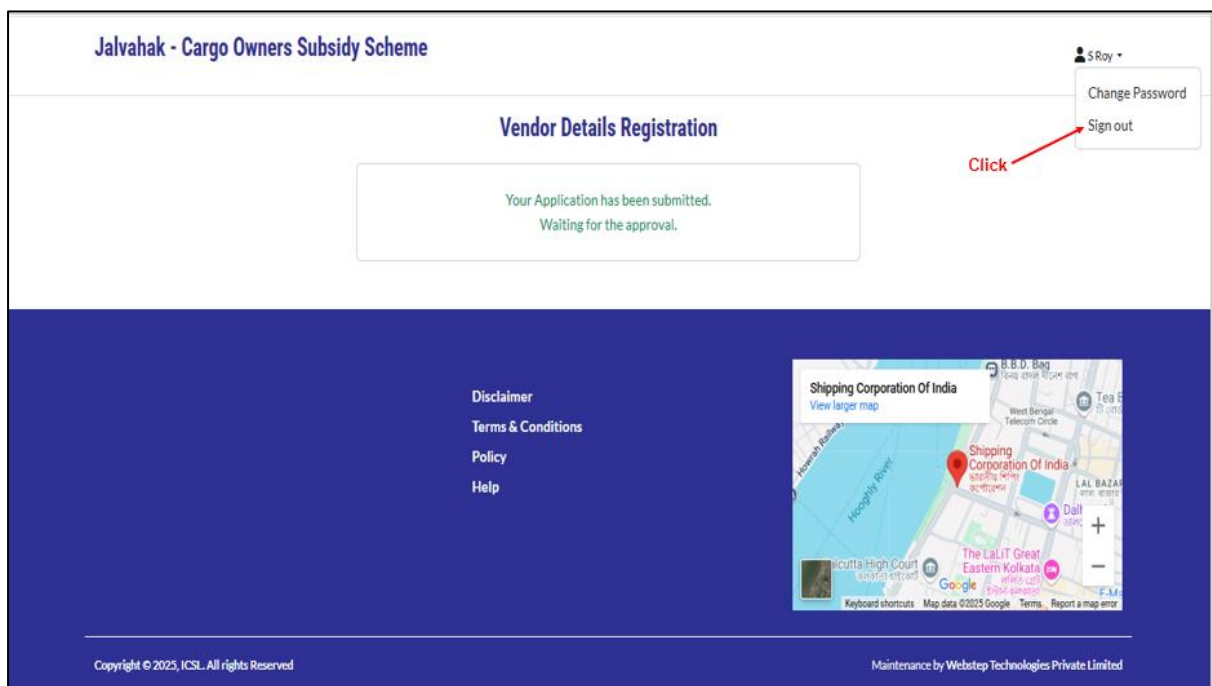 Jalvahak - Cargo Owners Subsidy Scheme
S Roy
Change Password
Sign out
Click
Vendor Details Registration
Your Application has been submitted.
Waiting for the approval.
Disclaimer
Terms & Conditions
Policy
Help
Shipping Corporation Of India
View larger map
B.B.D. Bag
West Bengal
Telecom Circle
Tea
Howrah Railway
Shipping
Corporation Of India
LAL BAZAR
Hooghly River
The LaLiT Great
Eastern Kolkata
High Court
Google
Keyboard shortcuts Map data ©2025 Google Terms Report a map error
Copyright © 2025, ICSL. All rights Reserved
Maintenance by Webstep Technologies Private Limited